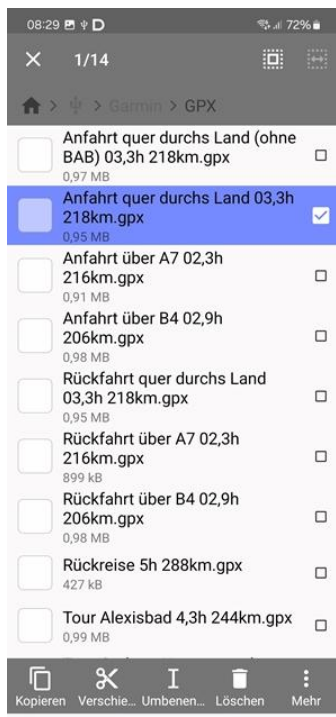 08:29
72%
1/14
Garmin > GPX
Anfahrt quer durchs Land (ohne
BAB) 03,3h 218km.gpx
0,97 MB
Anfahrt quer durchs Land 03,3h
218km.gpx
0,95 MB
Anfahrt über A7 02,3h
216km.gpx
0,91 MB
Anfahrt über B4 02,9h
206km.gpx
0,98 MB
Rückfahrt quer durchs Land
03,3h 218km.gpx
0,95 MB
Rückfahrt über A7 02,3h
216km.gpx
899 kB
Rückfahrt über B4 02,9h
206km.gpx
0,98 MB
Rückreise 5h 288km.gpx
427 kB
Tour Alexisbad 4,3h 244km.gpx
0,99 MB
Kopieren Verschie... Umbenen... Löschen Mehr